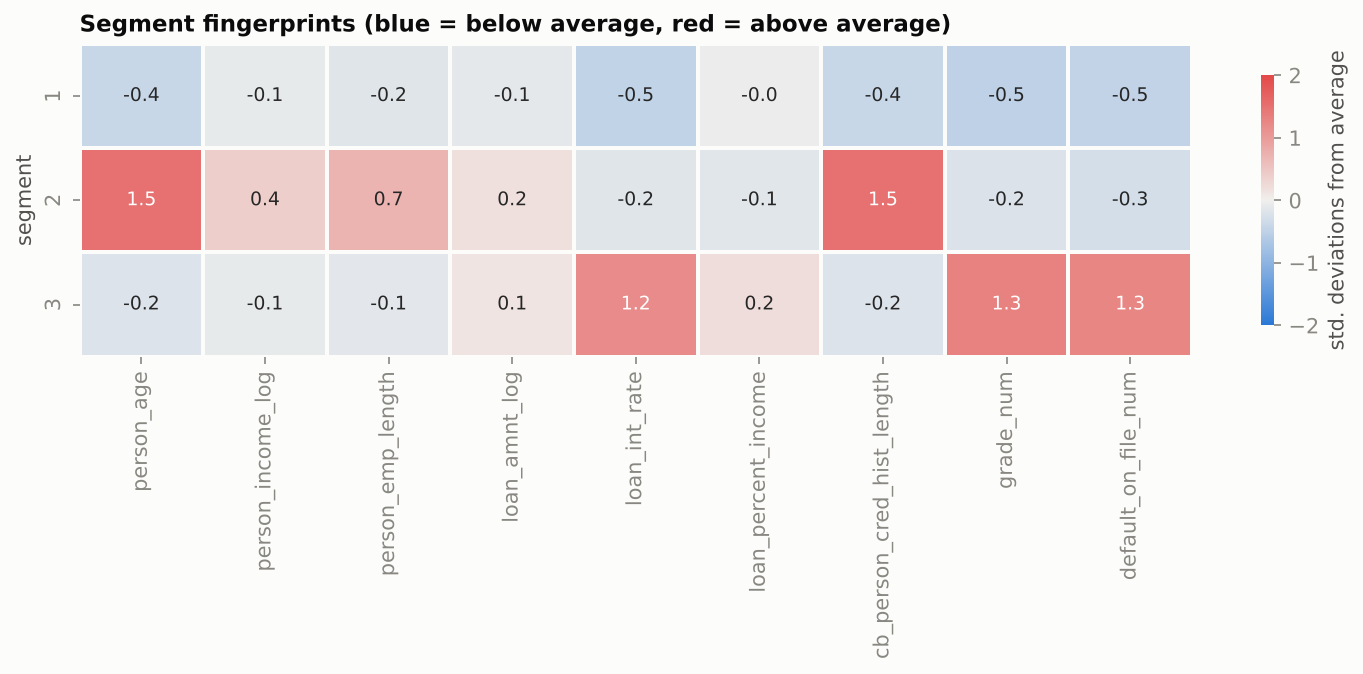 Segment fingerprints (blue = below average, red = above average)
segment
1
-0.4
-0.1
-0.2
-0.1
-0.5
-0.0
-0.4
-0.5
-0.5
2
1.5
0.4
0.7
0.2
-0.2
-0.1
1.5
-0.2
-0.3
3
-0.2
-0.1
-0.1
0.1
1.2
0.2
-0.2
1.3
1.3
person_age
person_income_log
person_emp_length
loan_amnt_log
loan_int_rate
loan_percent_income
cb_person_cred_hist_length
grade_num
default_on_file_num
2
1
0
−1
−2
std. deviations from average